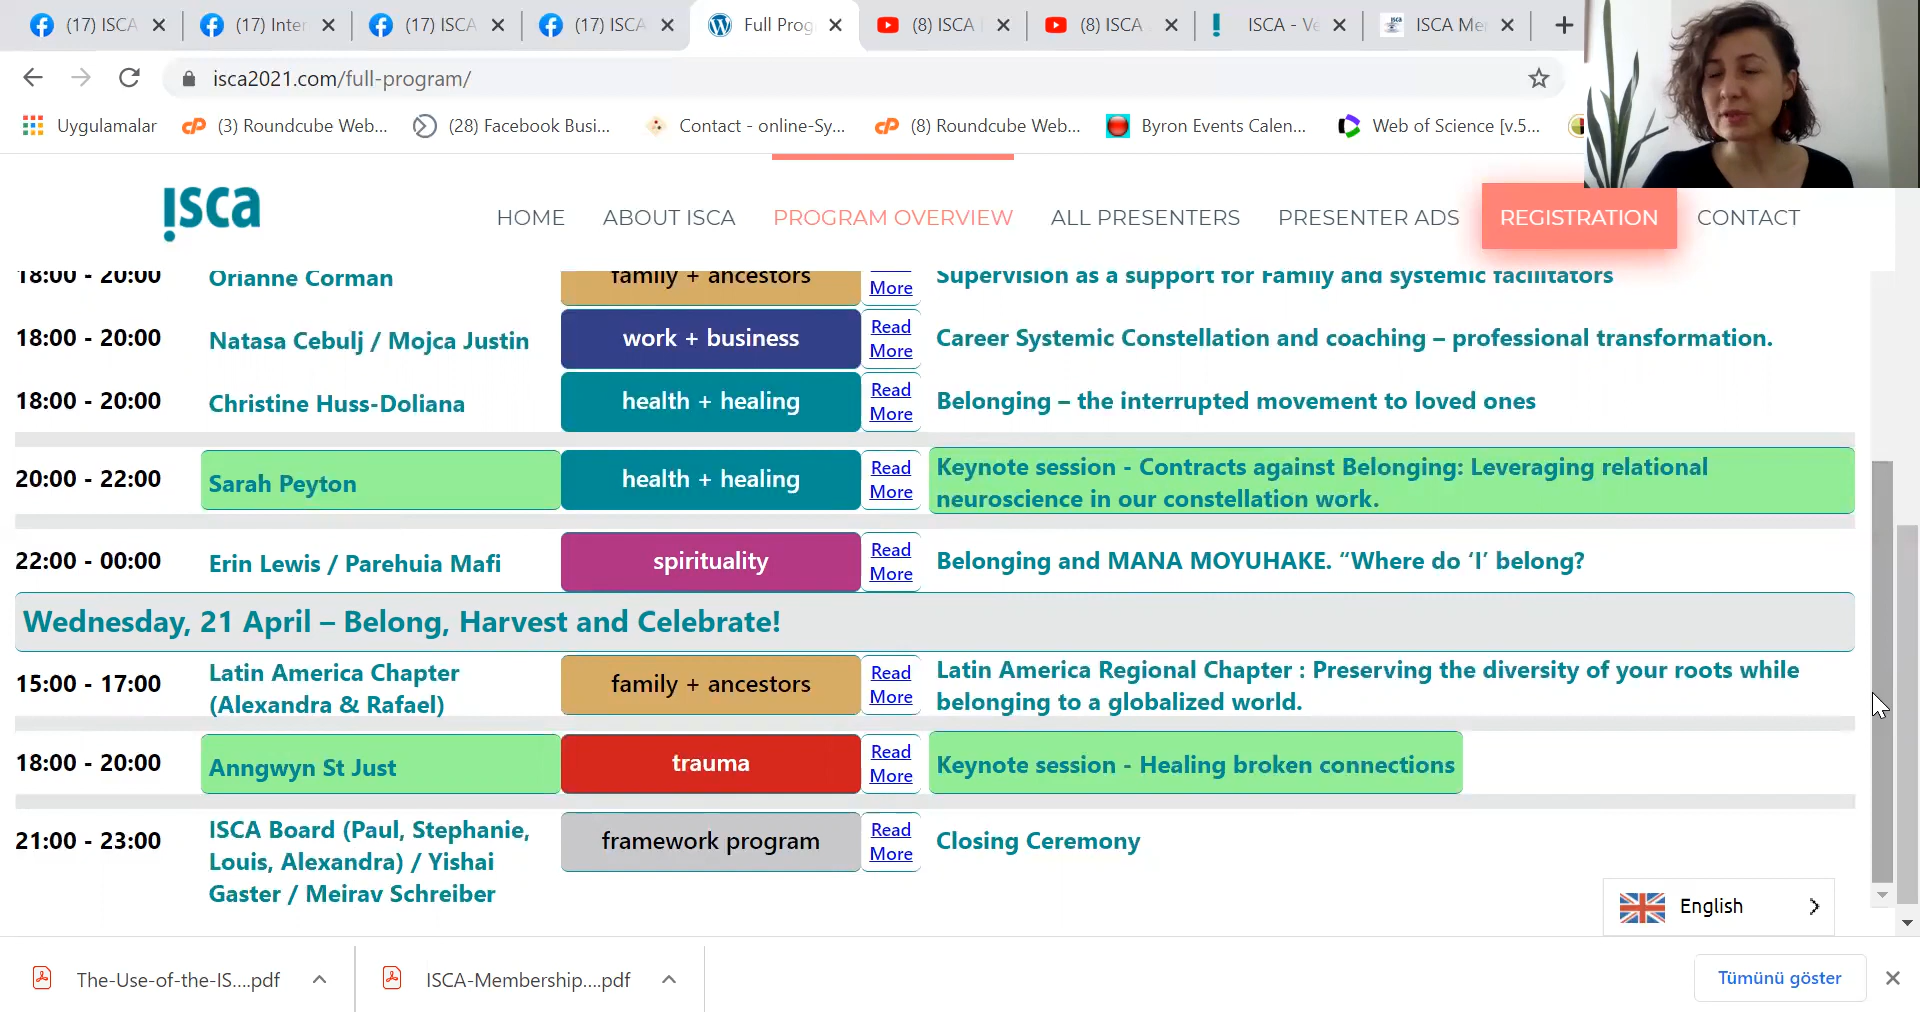 (17) ISCA
(17) Inter
(17) ISCA
(17) ISCA
Full Prog
(8) ISCA
(8) ISCA
ISCA - Ve
ISCA Me
isca2021.com/full-program/
Uygulamalar
(3) Roundcube Web...
(28) Facebook Busi...
Contact - online-Sy...
(8) Roundcube Web...
Byron Events Calen...
Web of Science [v.5...
isca
HOME
ABOUT ISCA
PROGRAM OVERVIEW
ALL PRESENTERS
PRESENTER ADS
REGISTRATION
CONTACT
18:00 - 20:00
Orianne Corman
family + ancestors
More
Supervision as a support for Family and systemic facilitators
18:00 - 20:00
Natasa Cebulj / Mojca Justin
work + business
Read
More
Career Systemic Constellation and coaching – professional transformation.
18:00 - 20:00
Christine Huss-Doliana
health + healing
Read
More
Belonging – the interrupted movement to loved ones
20:00 - 22:00
Sarah Peyton
health + healing
Read
More
Keynote session - Contracts against Belonging: Leveraging relational
neuroscience in our constellation work.
22:00 - 00:00
Erin Lewis / Parehuia Mafi
spirituality
Read
More
Belonging and MANA MOYUHAKE. “Where do ‘I’ belong?
Wednesday, 21 April – Belong, Harvest and Celebrate!
15:00 - 17:00
Latin America Chapter
(Alexandra & Rafael)
family + ancestors
Read
More
Latin America Regional Chapter : Preserving the diversity of your roots while
belonging to a globalized world.
18:00 - 20:00
Anngwyn St Just
trauma
Read
More
Keynote session - Healing broken connections
21:00 - 23:00
ISCA Board (Paul, Stephanie,
Louis, Alexandra) / Yishai
Gaster / Meirav Schreiber
framework program
Read
More
Closing Ceremony
English
The-Use-of-the-IS....pdf
ISCA-Membership....pdf
Tümünü göster